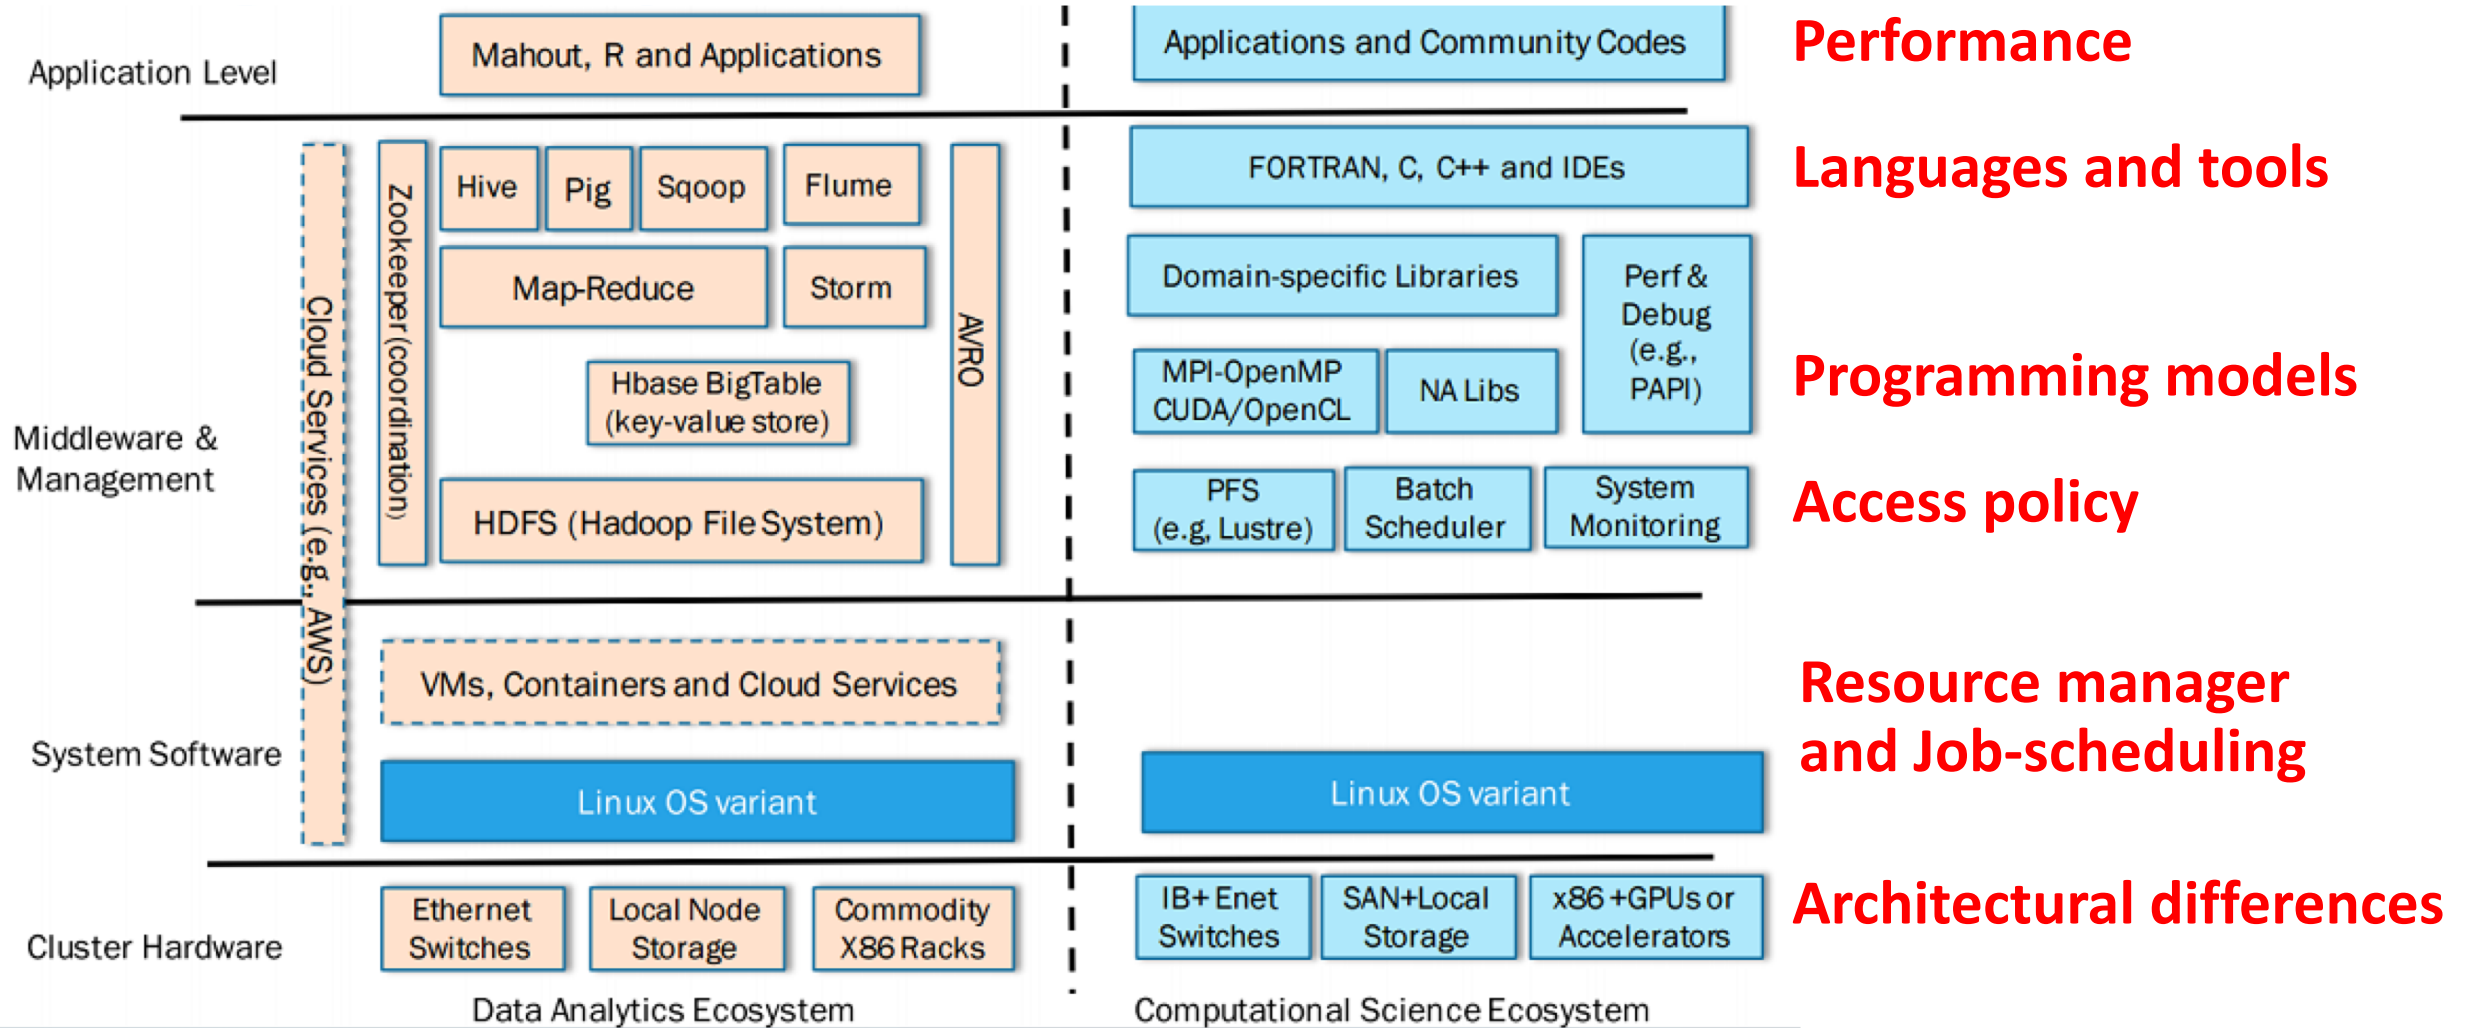 Application Level
Mahout, R and Applications
Applications and Community Codes
Performance
Middleware &
Management
Cloud Services (e.g., AWS)
Zookeeper(coordination)
Hive
Pig
Sqoop
Flume
Map-Reduce
Storm
AVRO
Hbase BigTable
(key-value store)
HDFS (Hadoop File System)
FORTRAN, C, C++ and IDEs
Languages and tools
Domain-specific Libraries
Perf &
Debug
(e.g.,
PAPI)
MPI-OpenMP
CUDA/OpenCL
NA Libs
Programming models
PFS
(e.g, Lustre)
Batch
Scheduler
System
Monitoring
Access policy
System Software
VMs, Containers and Cloud Services
Linux OS variant
Linux OS variant
Resource manager
and Job-scheduling
Cluster Hardware
Ethernet
Switches
Local Node
Storage
Commodity
X86 Racks
IB+ Enet
Switches
SAN+Local
Storage
x86 +GPUs or
Accelerators
Architectural differences
Data Analytics Ecosystem
Computational Science Ecosystem